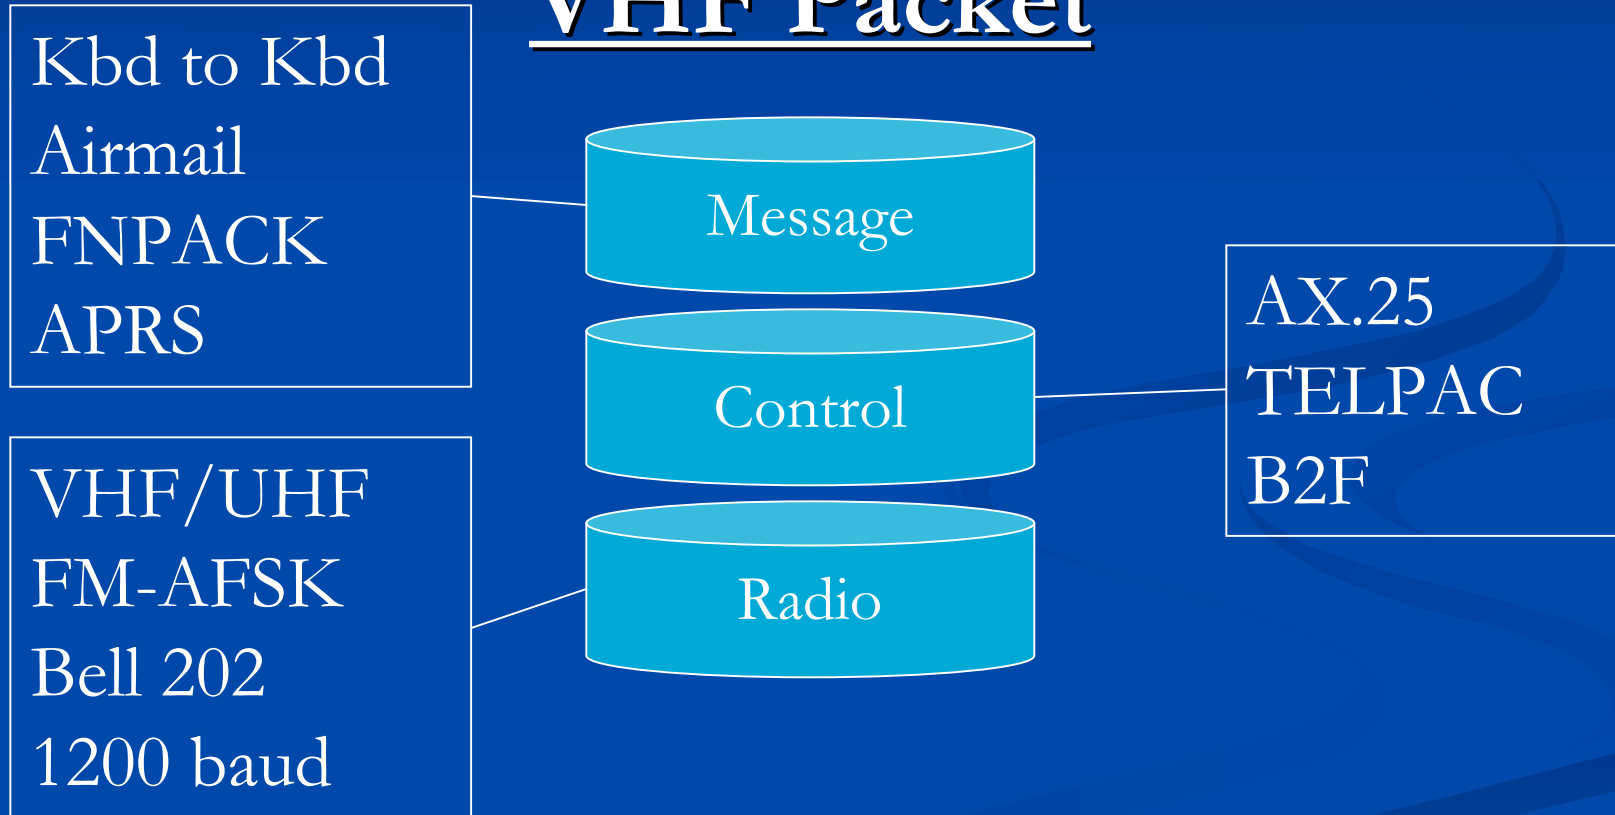 VHF Packet
Kbd to Kbd
Airmail
FNPACK
APRS
Message
Control
Radio
AX.25
TELPAC
B2F
VHF/UHF
FM-AFSK
Bell 202
1200 baud